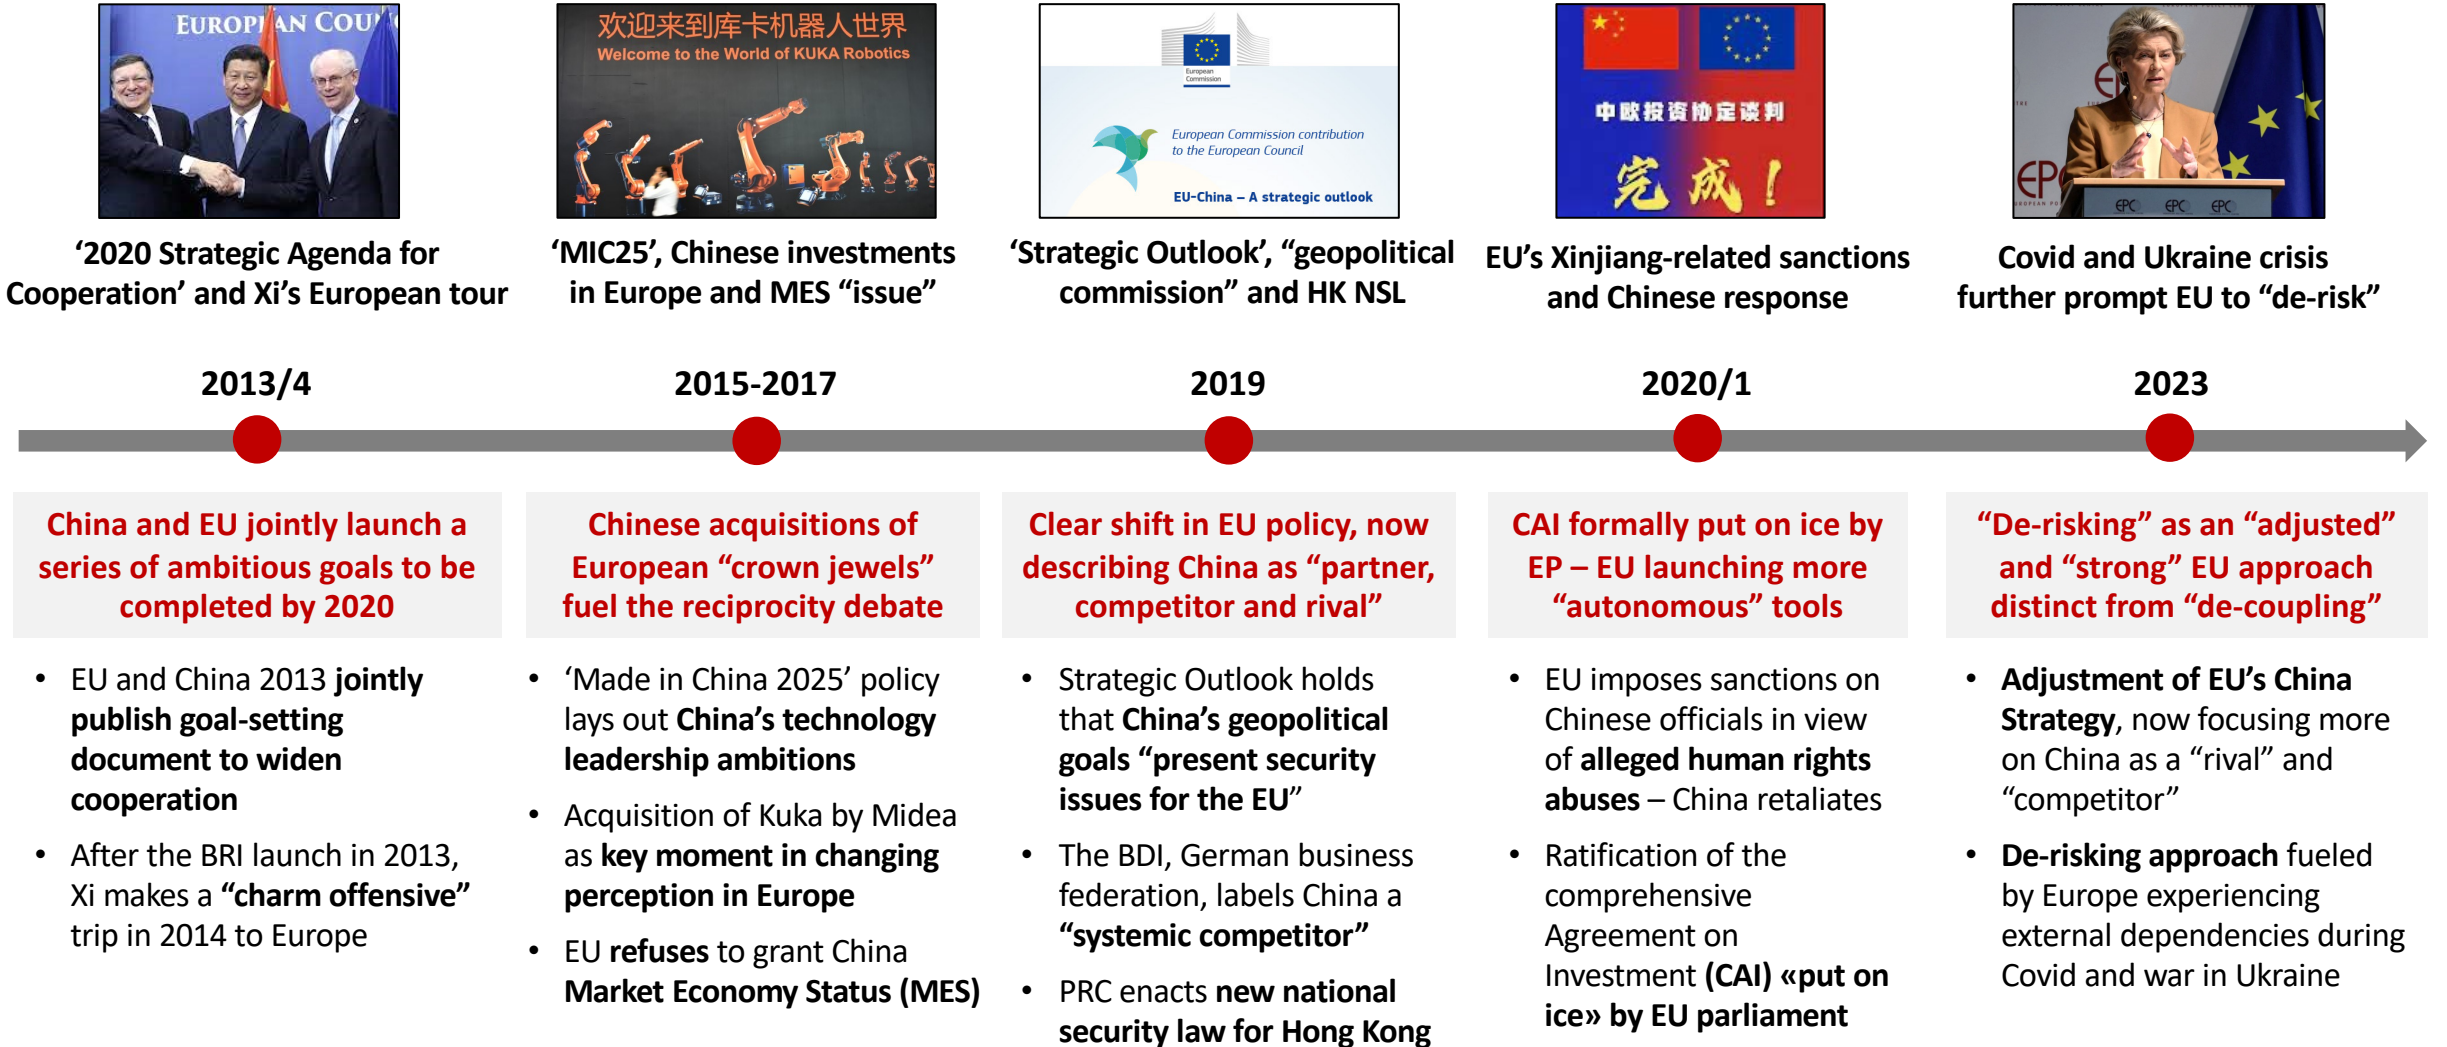 EUROPEAN COUN
欢迎来到库卡机器人世界
Welcome to the World of KUKA Robotics
European
Commission
European Commission contribution
to the European Council
EU-China – A strategic outlook
中欧投资协定谈判
完成！
EPC
EPC EPC EPC
‘2020 Strategic Agenda for
Cooperation’ and Xi’s European tour
‘MIC25’, Chinese investments
in Europe and MES “issue”
‘Strategic Outlook’, “geopolitical
commission” and HK NSL
EU’s Xinjiang-related sanctions
and Chinese response
Covid and Ukraine crisis
further prompt EU to “de-risk”
2013/4
2015-2017
2019
2020/1
2023
China and EU jointly launch a
series of ambitious goals to be
completed by 2020
Chinese acquisitions of
European “crown jewels”
fuel the reciprocity debate
Clear shift in EU policy, now
describing China as “partner,
competitor and rival”
CAI formally put on ice by
EP – EU launching more
“autonomous” tools
“De-risking” as an “adjusted”
and “strong” EU approach
distinct from “de-coupling”
• EU and China 2013 jointly
publish goal-setting
document to widen
cooperation
• After the BRI launch in 2013,
Xi makes a “charm offensive”
trip in 2014 to Europe
• ‘Made in China 2025’ policy
lays out China’s technology
leadership ambitions
• Acquisition of Kuka by Midea
as key moment in changing
perception in Europe
• EU refuses to grant China
Market Economy Status (MES)
• Strategic Outlook holds
that China’s geopolitical
goals “present security
issues for the EU”
• The BDI, German business
federation, labels China a
“systemic competitor”
• PRC enacts new national
security law for Hong Kong
• EU imposes sanctions on
Chinese officials in view
of alleged human rights
abuses – China retaliates
• Ratification of the
comprehensive
Agreement on
Investment (CAI) «put on
ice» by EU parliament
• Adjustment of EU’s China
Strategy, now focusing more
on China as a “rival” and
“competitor”
• De-risking approach fueled
by Europe experiencing
external dependencies during
Covid and war in Ukraine